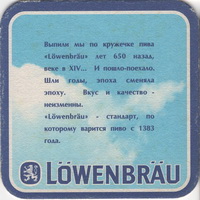 Выпили мы по кружечке пива
«Löwenbräu» лет 650 назад,
веке в XIV... И пошло-поехало.
Шли годы, эпоха сменяла
эпоху. Вкус и качество -
неизменны.
«Löwenbräu» - стандарт, по
которому варится пиво с 1383
года.
LÖWENBRÄU